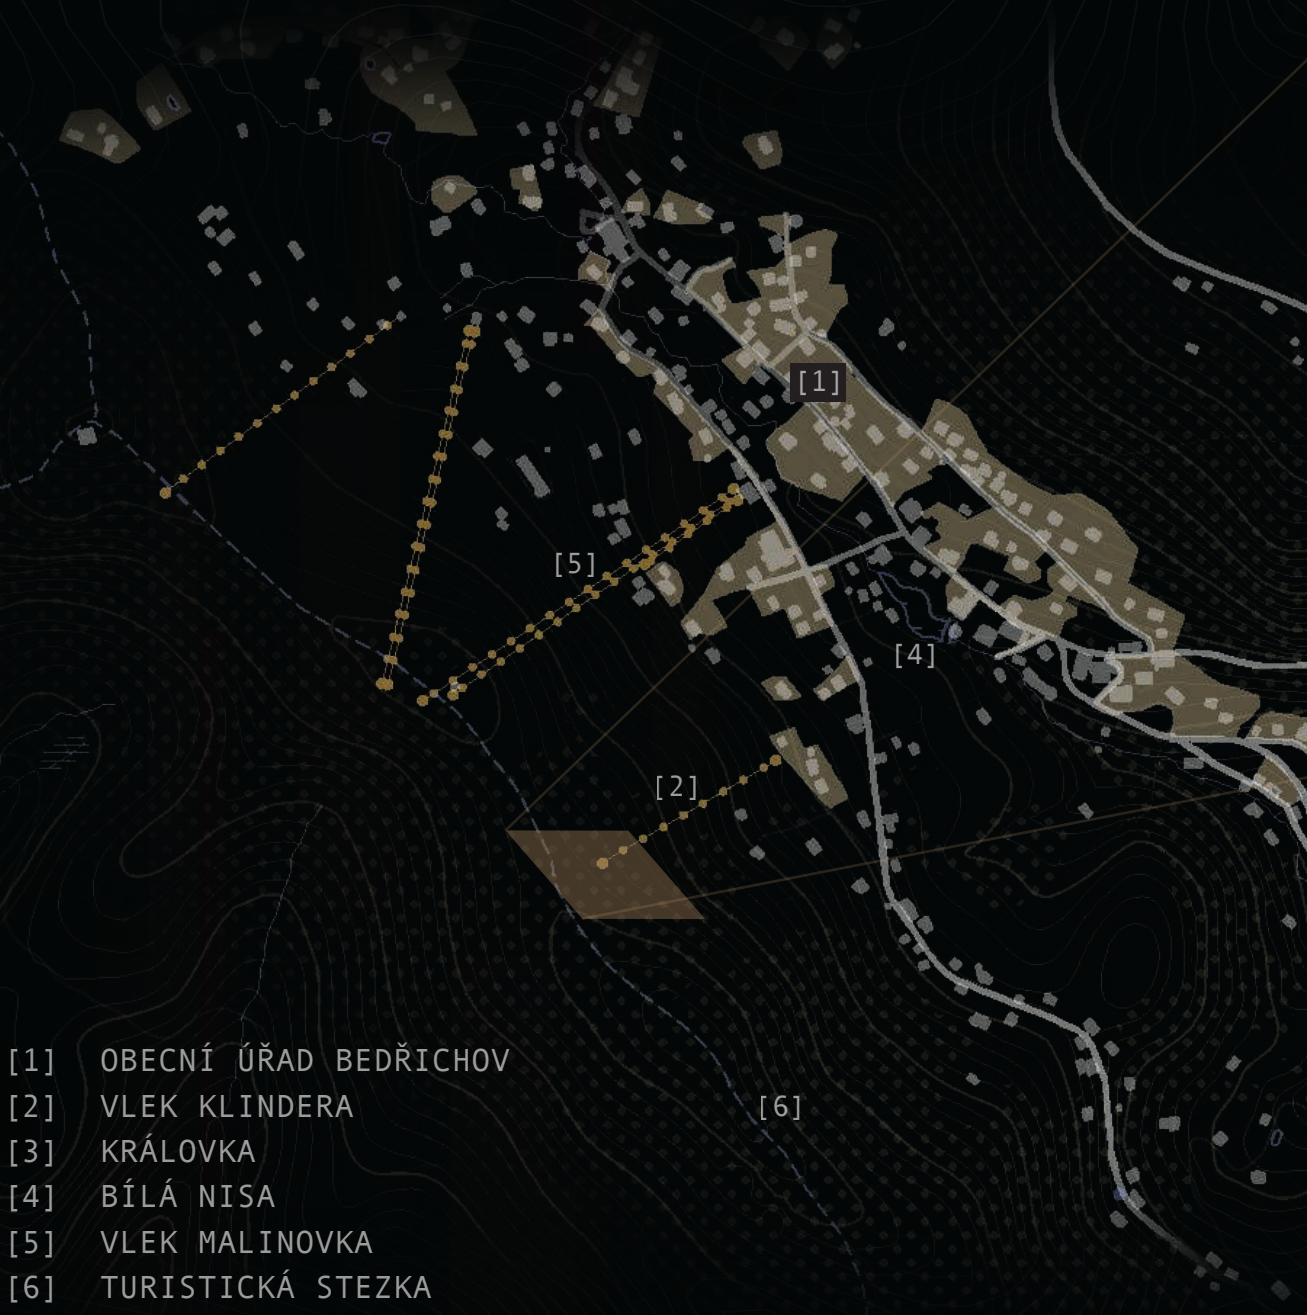 [1]
[5]
[4]
[2]
[6]
[1] OBECNÍ ÚŘAD BEDŘICHOV
[2] VLEK KLINDERA
[3] KRÁLOVKA
[4] BÍLÁ NISA
[5] VLEK MALINOVKA
[6] TURISTICKÁ STEZKA